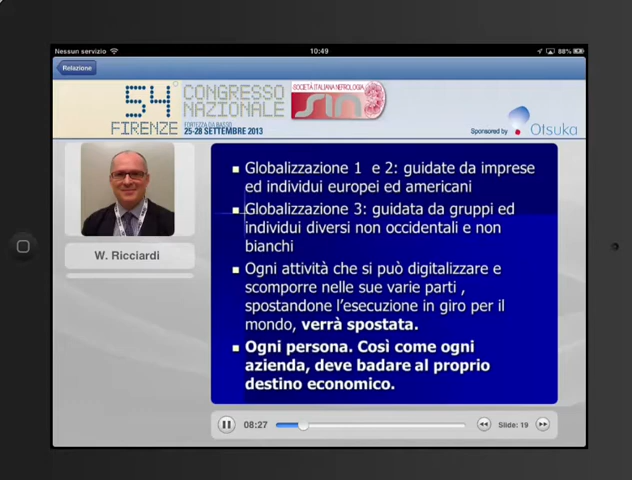 Nessun servizio
10:49
88%
Relazione
54° CONGRESSO
NAZIONALE
FIRENZE
FORTEZZA DA BASSO
25-28 SETTEMBRE 2013
SOCIETÀ ITALIANA NEFROLOGIA
sin
Sponsored by
Otsuka
W. Ricciardi
Globalizzazione 1 e 2: guidate da imprese
ed individui europei ed americani
Globalizzazione 3: guidata da gruppi ed
individui diversi non occidentali e non
bianchi
Ogni attività che si può digitalizzare e
scomporre nelle sue varie parti ,
spostandone l'esecuzione in giro per il
mondo, verrà spostata.
Ogni persona. Così come ogni
azienda, deve badare al proprio
destino economico.
08:27
Slide: 19